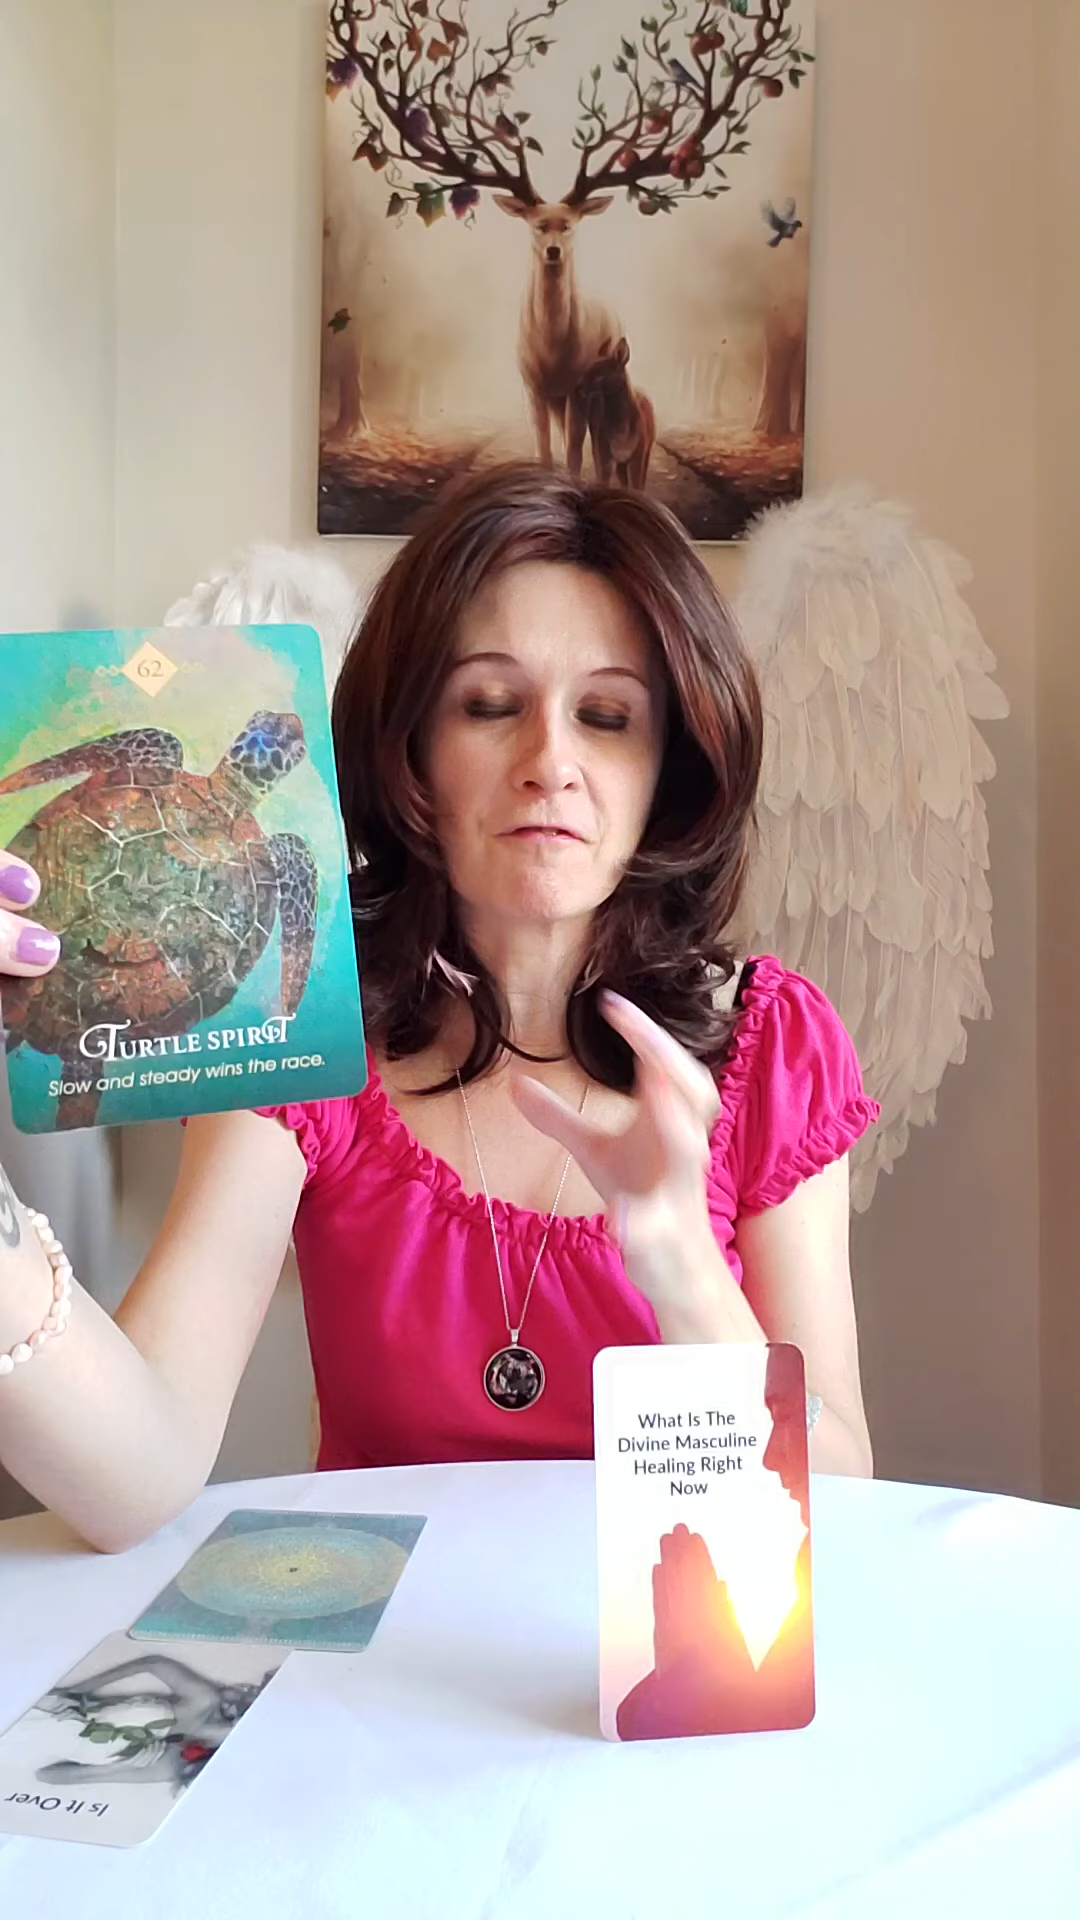 62
TURTLE SPIRIT
Slow and steady wins the race.
What Is The
Divine Masculine
Healing Right
Now
Is It Over